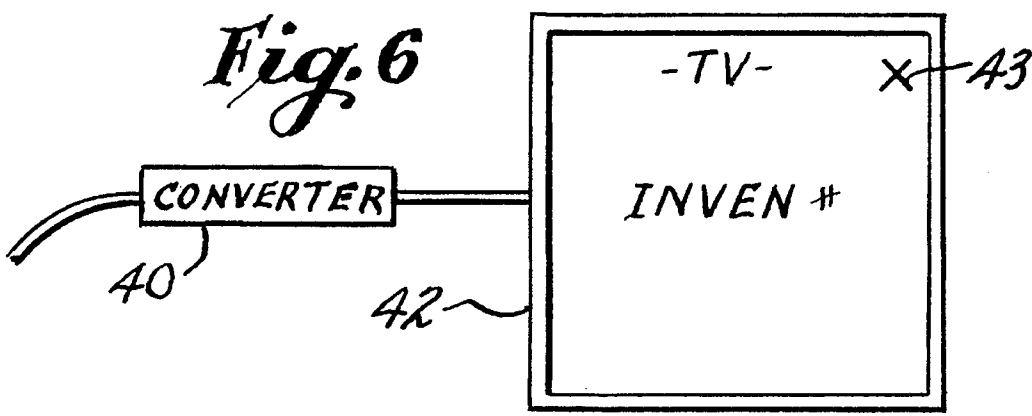 Fig. 6
-TV-
X 43
CONVERTER
INVEN #
40
42